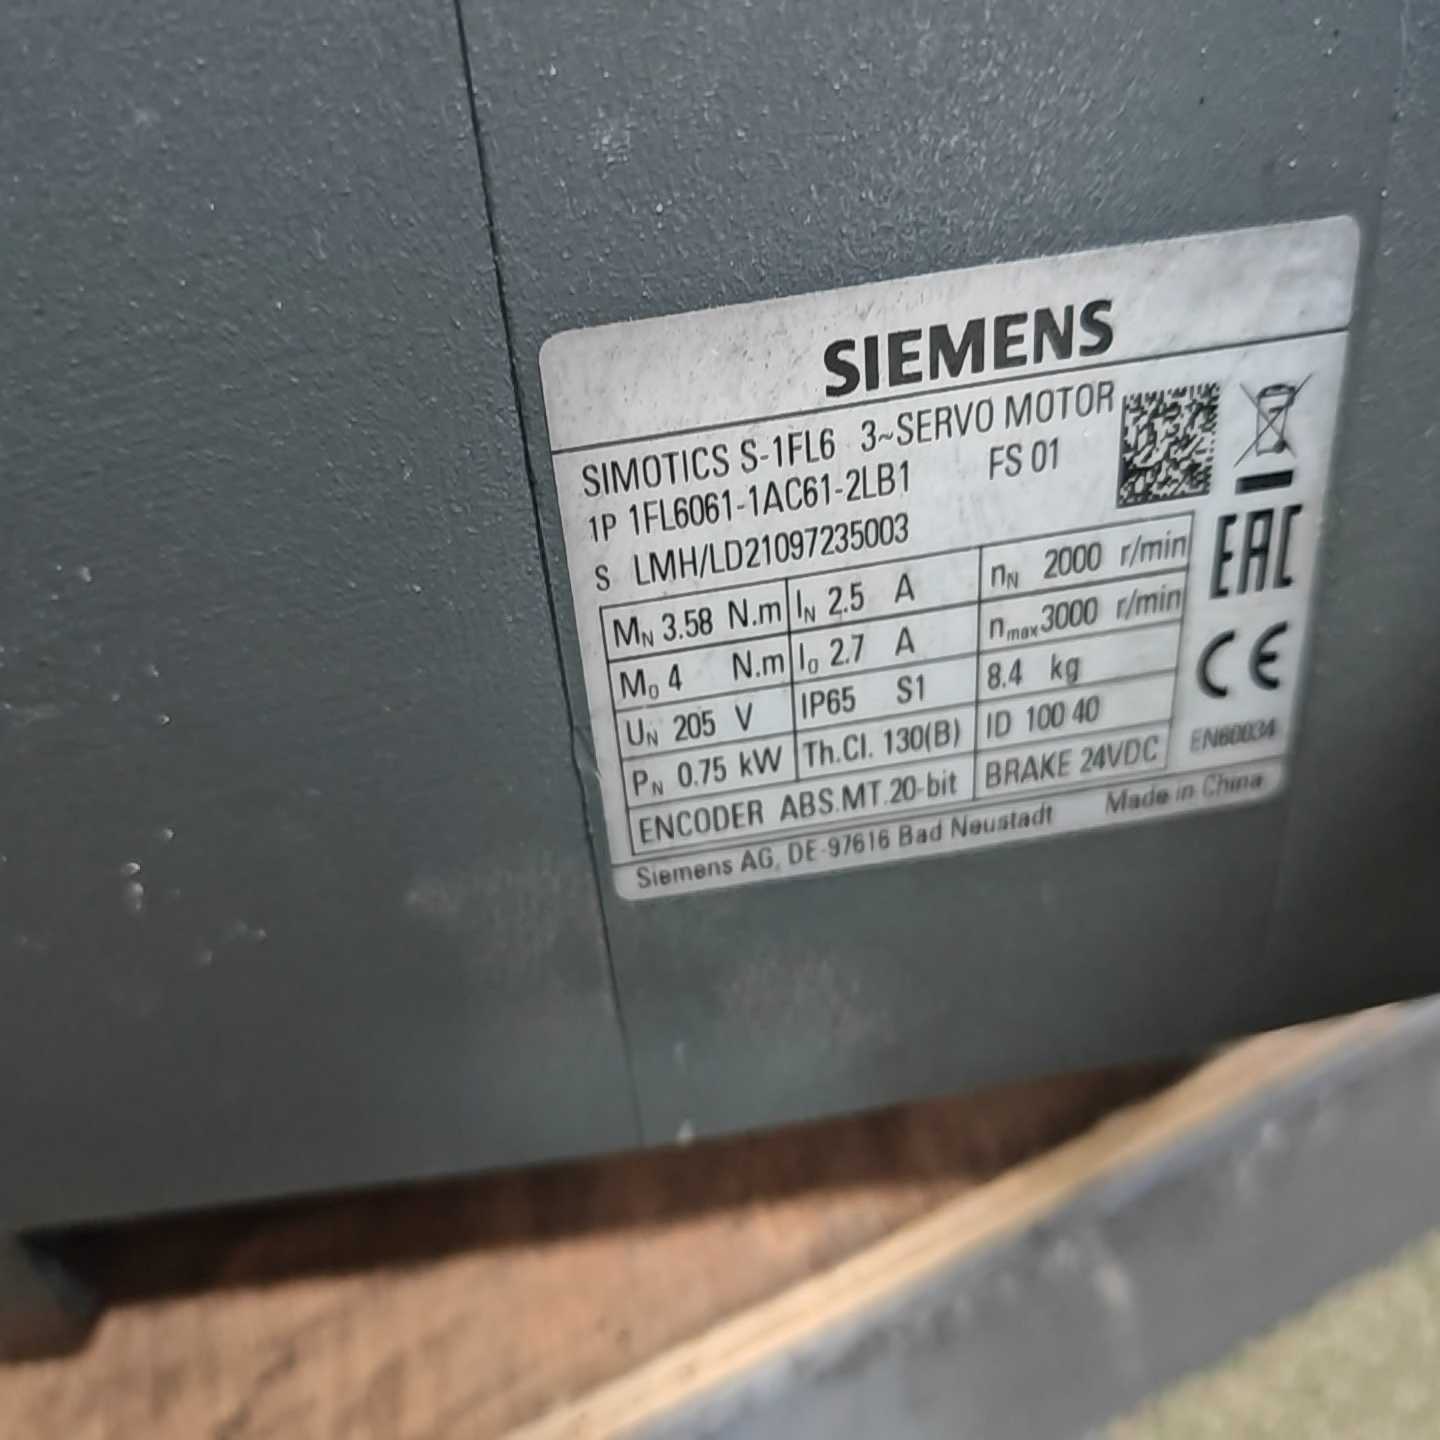 SIEMENS
SIMOTICS S-1FL6 3~SERVO MOTOR
1P 1FL6061-1AC61-2LB1 FS 01
S LMH/LD21097235003
MN 3.58 N.m IN 2.5 A nN 2000 r/min
M0 4 N.m I0 2.7 A nmax 3000 r/min
UN 205 V IP65 S1 8.4 kg
PN 0.75 kW Th.Cl. 130(B) ID 100 40
ENCODER ABS.MT.20-bit BRAKE 24VDC
EAC
CE
EN60034
Siemens AG, DE-97616 Bad Neustadt Made in China